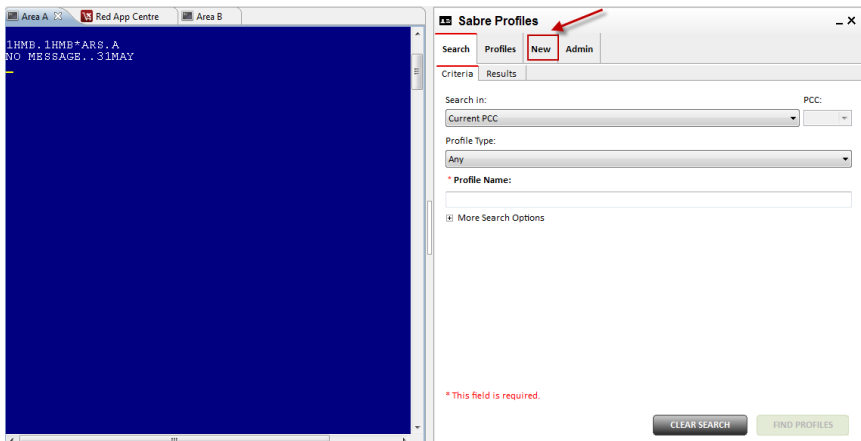 Area A
Red App Centre
Area B
1HMB.1HMB*ARS.A
NO MESSAGE..31MAY
Sabre Profiles
Search Profiles New Admin
Criteria Results
Search in: PCC:
Current PCC
Profile Type:
Any
* Profile Name:
More Search Options
* This field is required.
CLEAR SEARCH FIND PROFILES